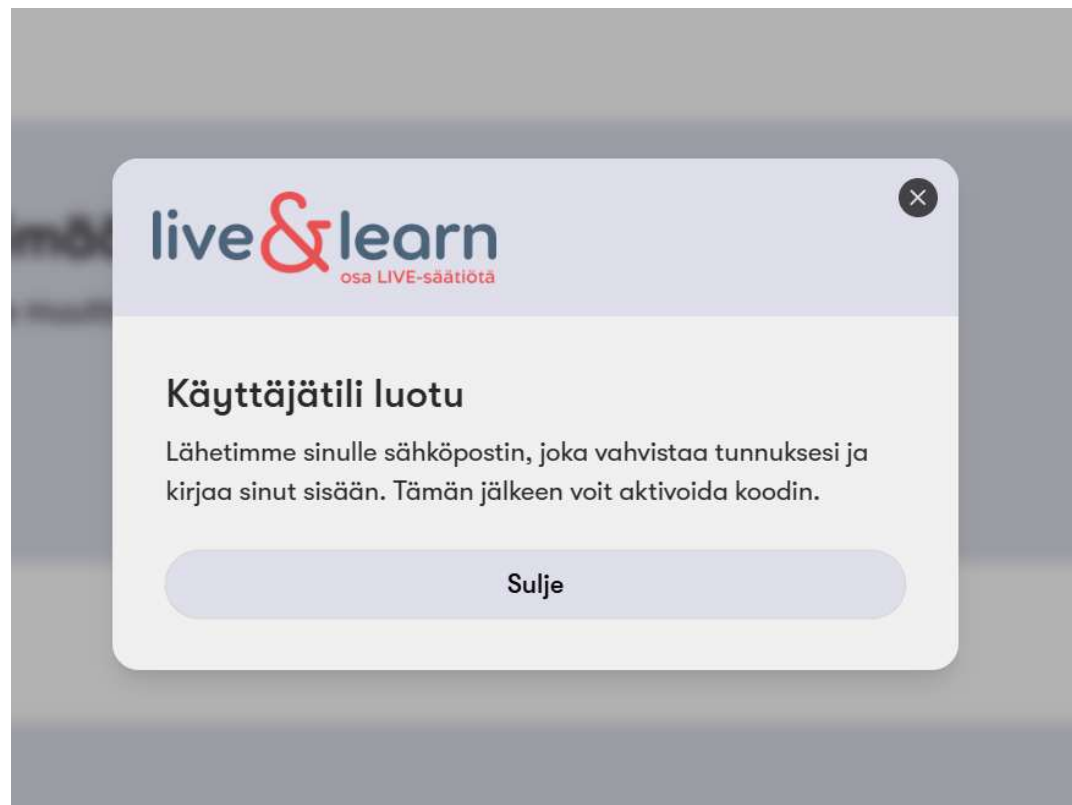 live&learn
osa LIVE-säätiötä
Käyttäjätili luotu
Lähetimme sinulle sähköpostin, joka vahvistaa tunnuksesi ja
kirjaa sinut sisään. Tämän jälkeen voit aktivoida koodin.
Sulje